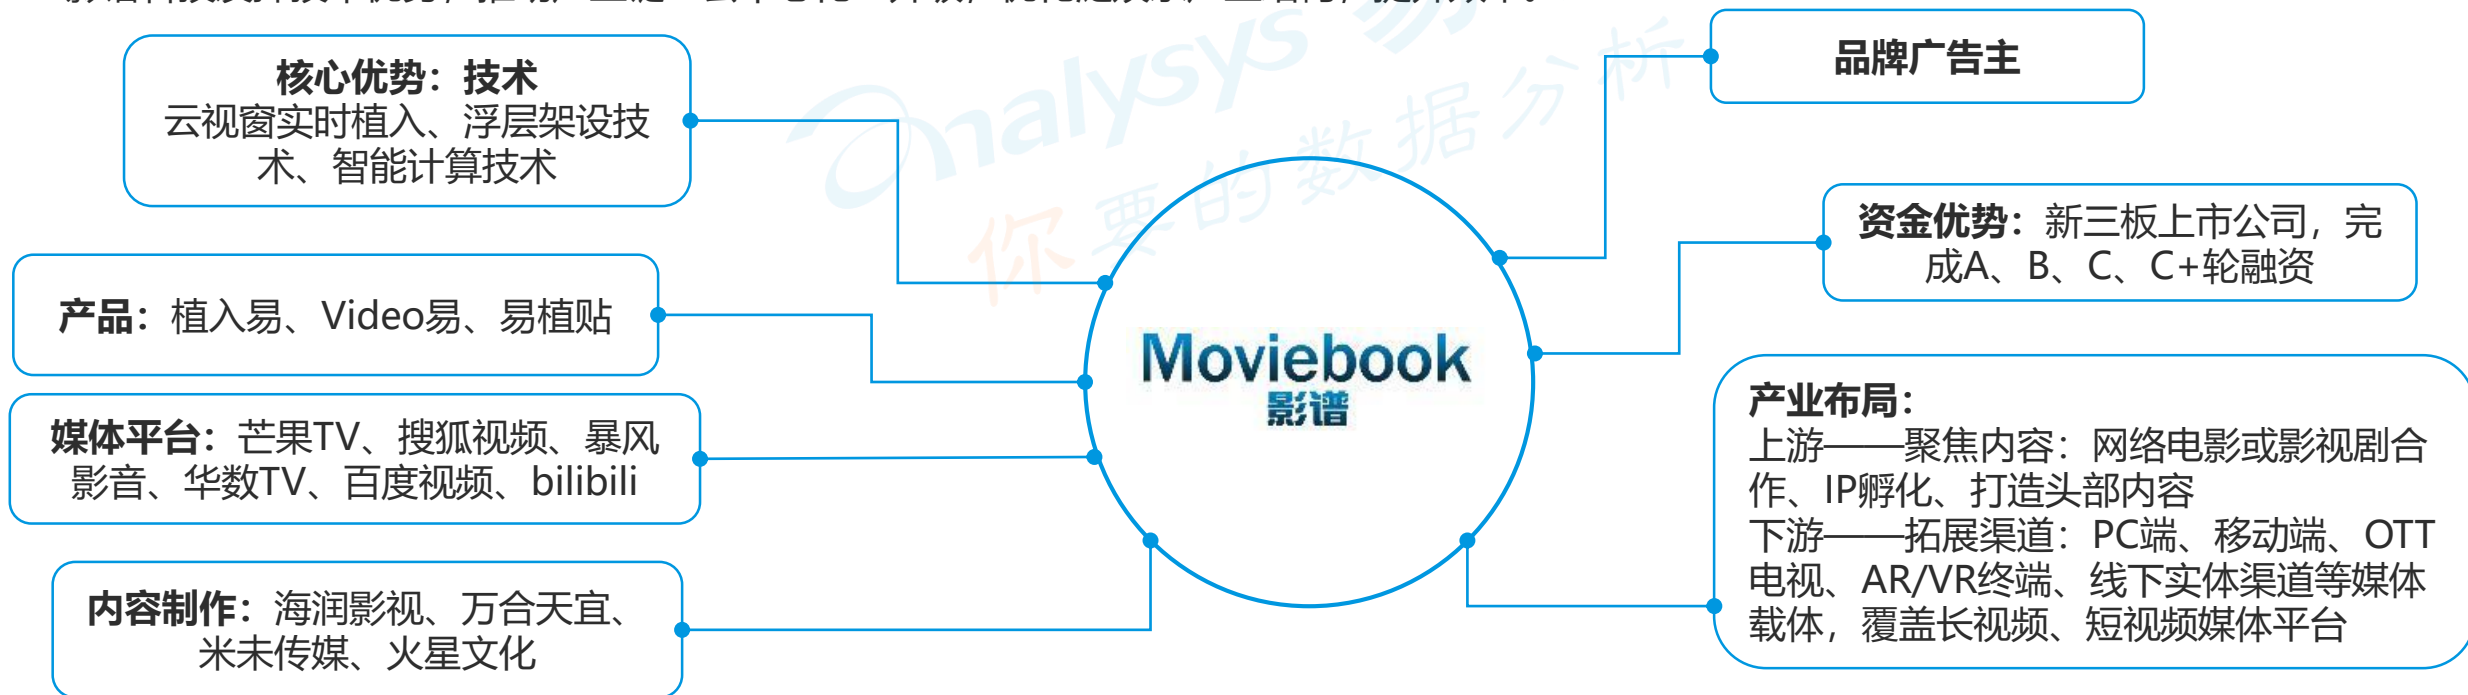 核心优势：技术
云视窗实时植入、浮层架设技
术、智能计算技术
产品：植入易、Video易、易植贴
媒体平台：芒果TV、搜狐视频、暴风
影音、华数TV、百度视频、bilibili
内容制作：海润影视、万合天宜、
米未传媒、火星文化
Moviebook
影谱
品牌广告主
资金优势：新三板上市公司，完
成A、B、C、C+轮融资
产业布局：
上游——聚焦内容：网络电影或影视剧合
作、IP孵化、打造头部内容
下游——拓展渠道：PC端、移动端、OTT
电视、AR/VR终端、线下实体渠道等媒体
载体，覆盖长视频、短视频媒体平台
analysys 易
你要的数据分析